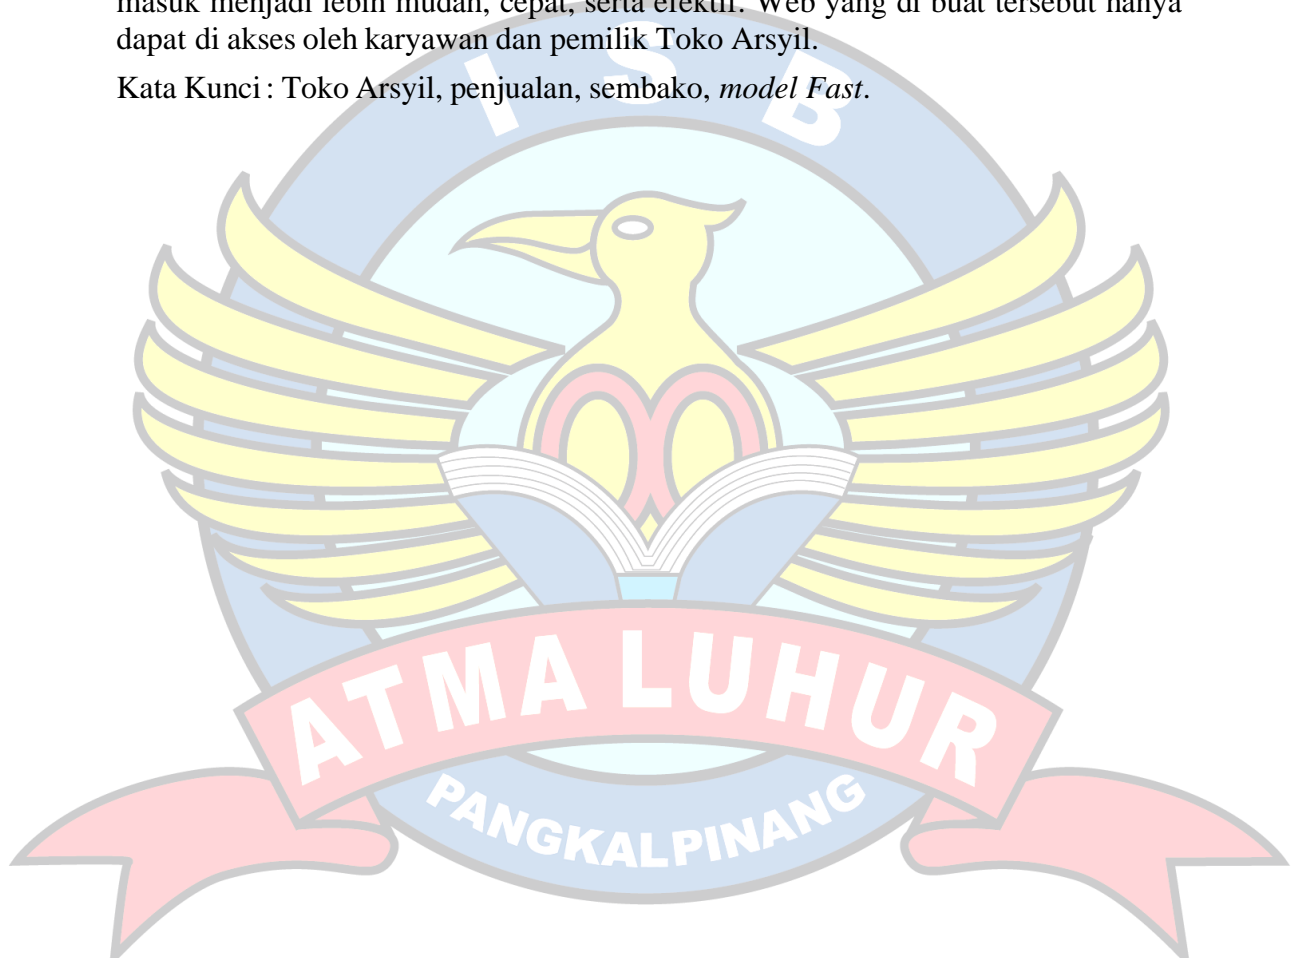 masuk menjadi lebih mudah, cepat, serta efektif. Web yang di buat tersebut hanya
dapat di akses oleh karyawan dan pemilik Toko Arsyil.
Kata Kunci : Toko Arsyil, penjualan, sembako, model Fast.
I S B
ATMA LUHUR
PANGKALPINANG